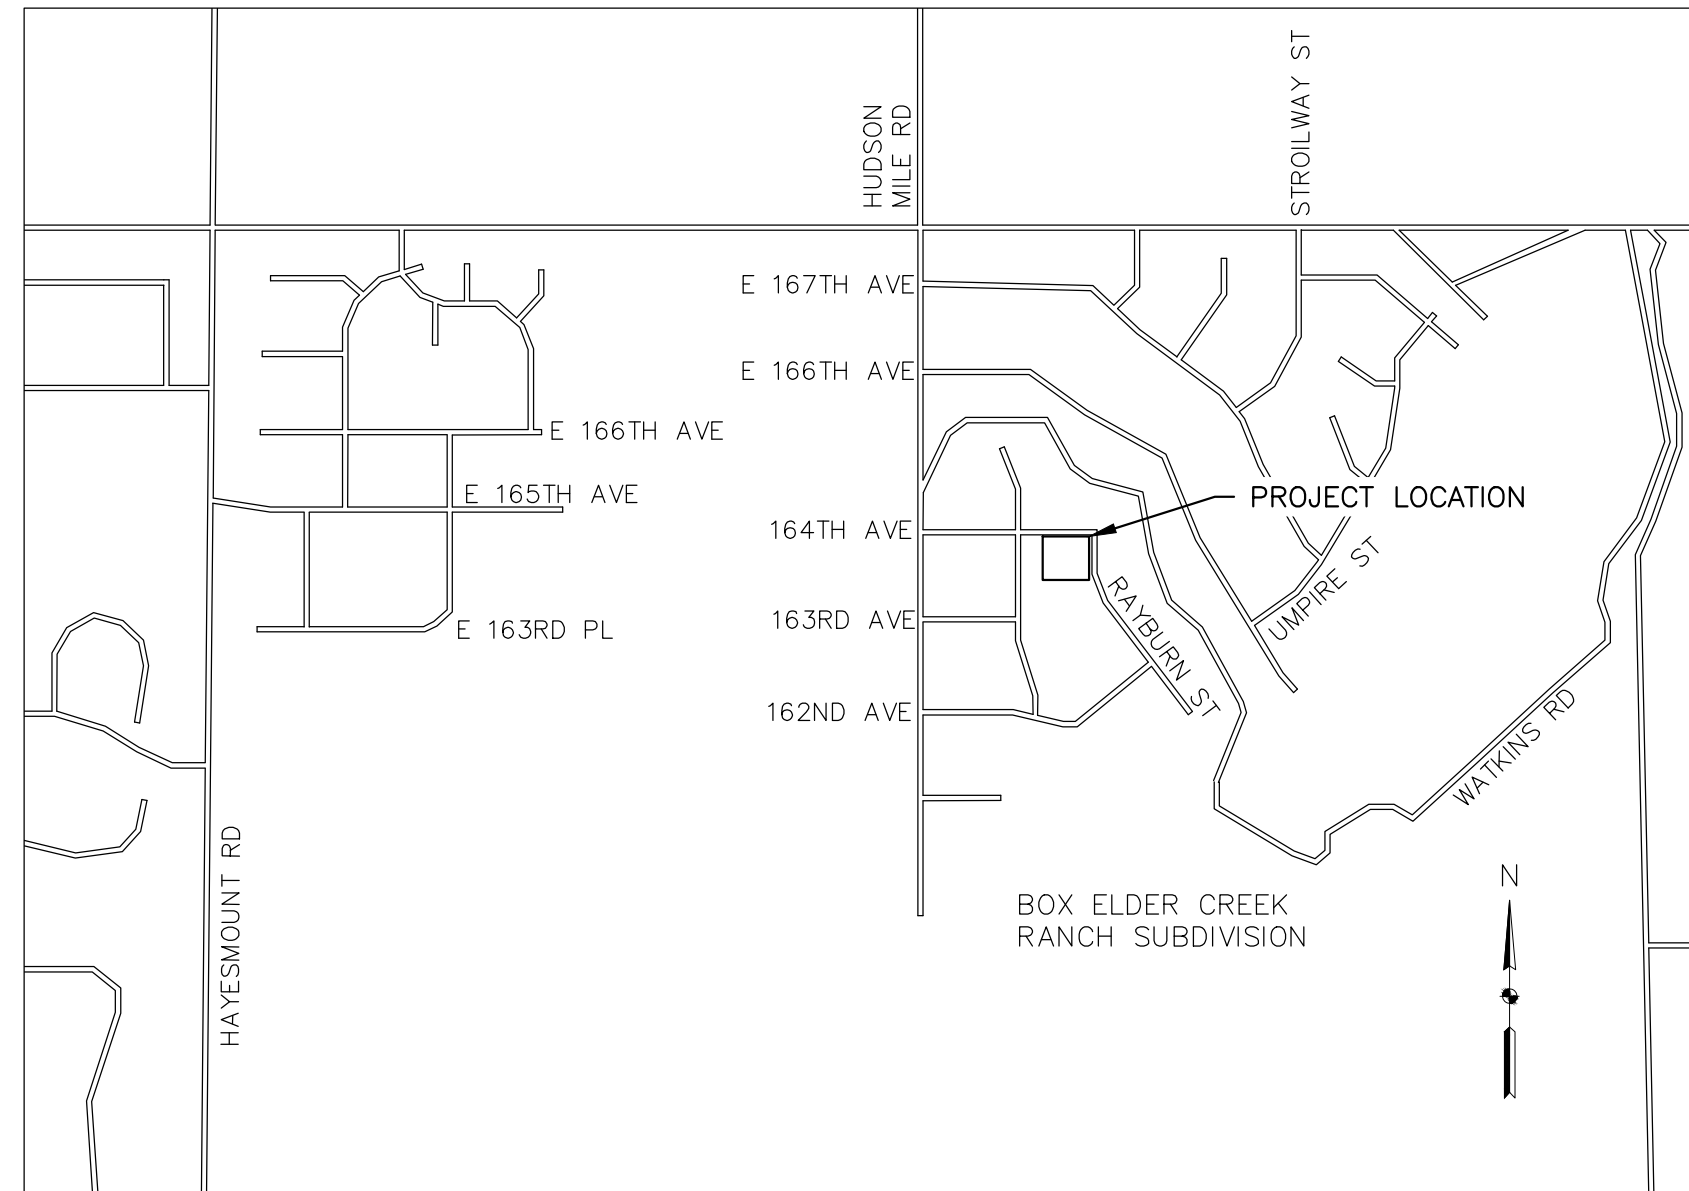 HUDSON
MILE RD
STROILWAY ST
E 167TH AVE
E 166TH AVE
E 166TH AVE
E 165TH AVE
PROJECT LOCATION
164TH AVE
UMPIRE ST
RAYBURN ST
163RD AVE
E 163RD PL
162ND AVE
WATKINS RD
HAYESMOUNT RD
N
BOX ELDER CREEK
RANCH SUBDIVISION